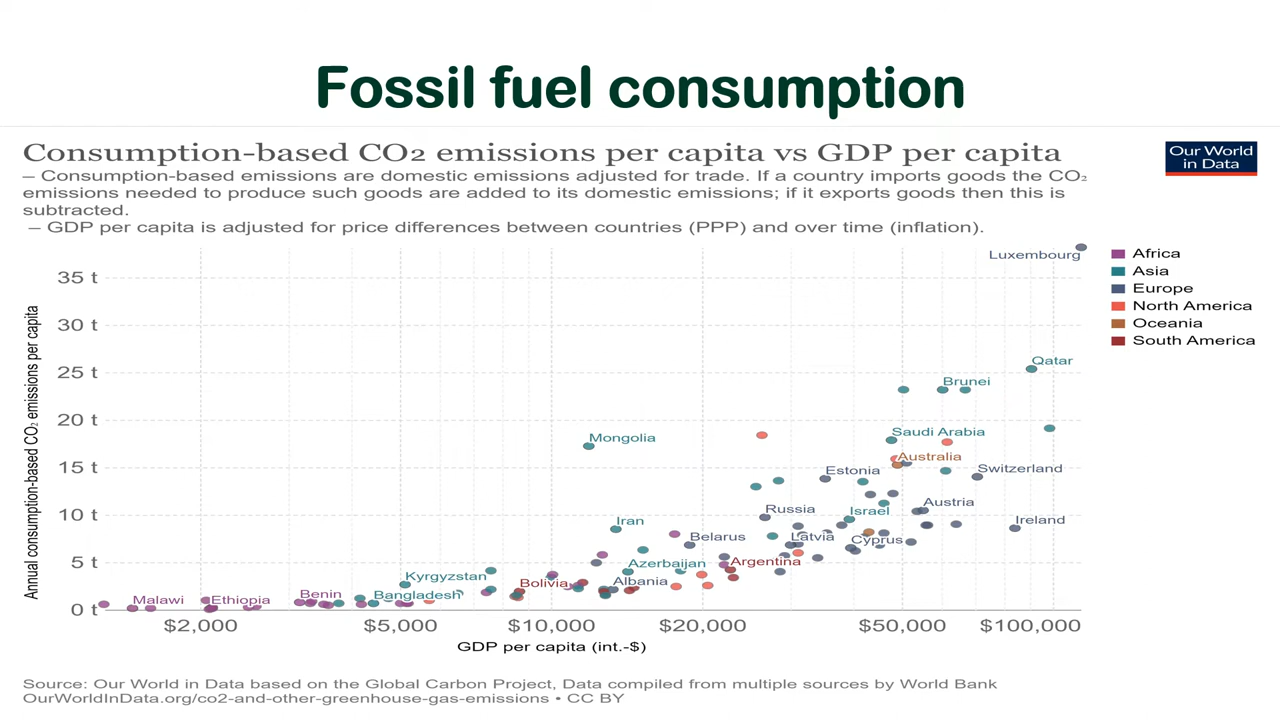 Fossil fuel consumption
Consumption-based CO2 emissions per capita vs GDP per capita
Our World
in Data
– Consumption-based emissions are domestic emissions adjusted for trade. If a country imports goods the CO₂
emissions needed to produce such goods are added to its domestic emissions; if it exports goods then this is
subtracted.
– GDP per capita is adjusted for price differences between countries (PPP) and over time (inflation).
Luxembourg
Africa
Asia
Europe
North America
Oceania
South America
Annual consumption-based CO₂ emissions per capita
35 t
30 t
25 t
20 t
15 t
10 t
5 t
0 t
Qatar
Brunei
Mongolia
Saudi Arabia
Australia
Estonia
Switzerland
Austria
Russia
Israel
Ireland
Iran
Belarus
Latvia
Cyprus
Azerbaijan
Argentina
Kyrgyzstan
Bolivia
Albania
Malawi
Ethiopia
Benin
Bangladesh
$2,000
$5,000
$10,000
$20,000
$50,000
$100,000
GDP per capita (int.-$)
Source: Our World in Data based on the Global Carbon Project, Data compiled from multiple sources by World Bank
OurWorldInData.org/co2-and-other-greenhouse-gas-emissions • CC BY